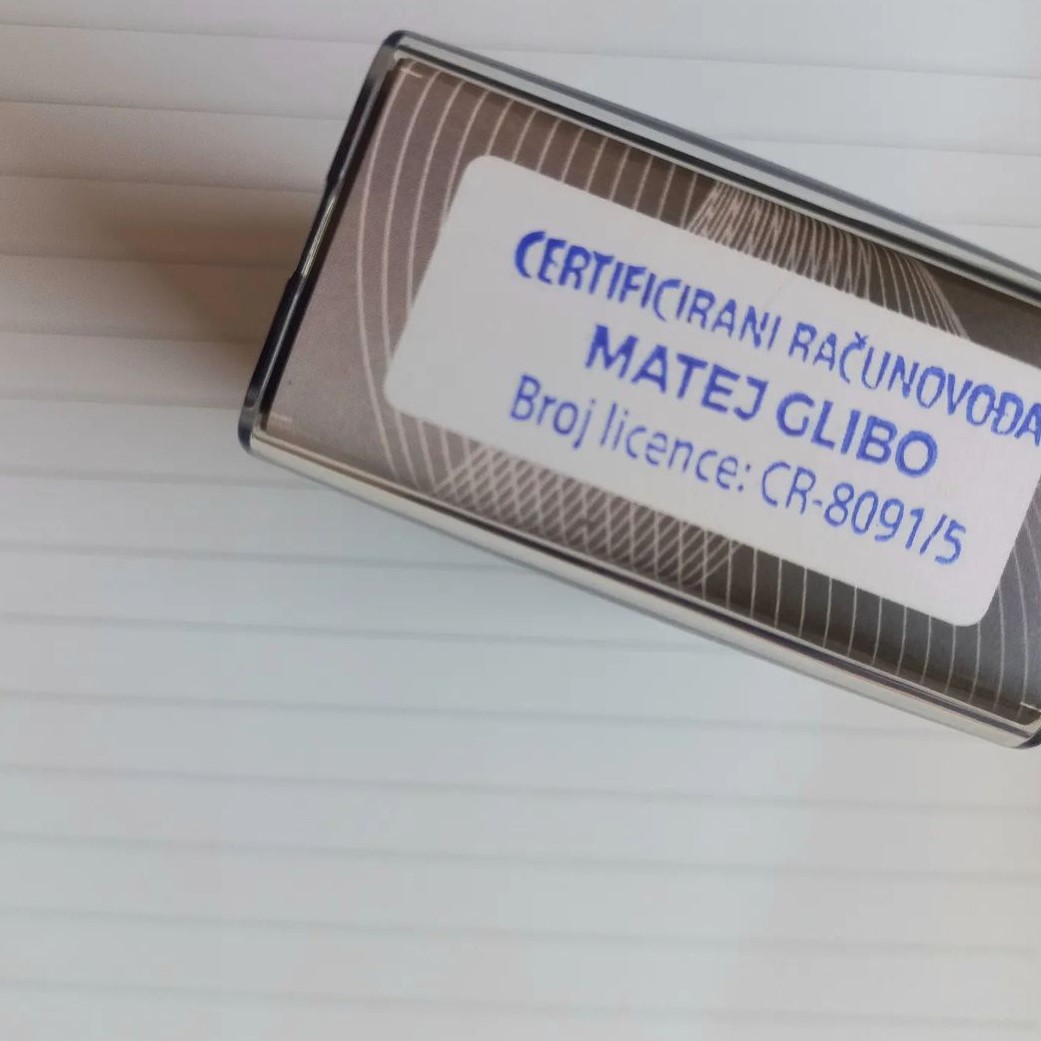 CERTIFICIRANI RAČUNOVOĐA
MATEJ GLIBO
Broj licence: CR-8091/5